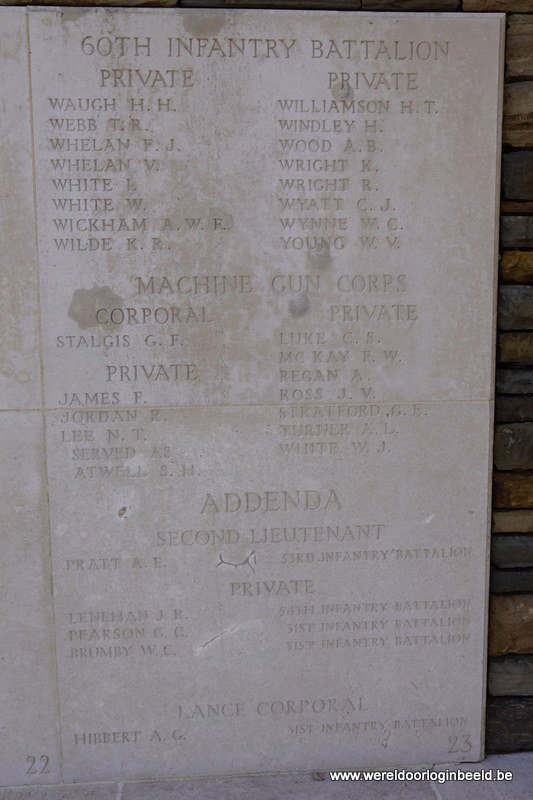 60TH INFANTRY BATTALION
PRIVATE
WAUGH H. H.
WEBB T. R.
WHELAN F. J.
WHELAN V.
WHITE I.
WHITE W.
WICKHAM A. W. F.
WILDE K. R.
PRIVATE
WILLIAMSON H. T.
WINDLEY H.
WOOD A. B.
WRIGHT K.
WRIGHT R.
WYATT C. J.
WYNNE W. C.
YOUNG W. V.
MACHINE GUN CORPS
CORPORAL
STALGIS G. F.
PRIVATE
JAMES F.
JORDAN R.
LEE N. T.
SERVED AS
ATWELL S. H.
PRIVATE
LUKE C. S.
MC KAY F. W.
REGAN A.
ROSS J. V.
STRATFORD G. E.
TURNER A. L.
WHITE W. J.
ADDENDA
SECOND LIEUTENANT
PRATT A. E. 53RD INFANTRY BATTALION
PRIVATE
LENEHAN J. R. 54TH INFANTRY BATTALION
PEARSON C. C. 31ST INFANTRY BATTALION
BRUMBY W. C. 31ST INFANTRY BATTALION
LANCE CORPORAL
HIBBERT A. G. 31ST INFANTRY BATTALION
22
23
www.wereldoorloginbeeld.be